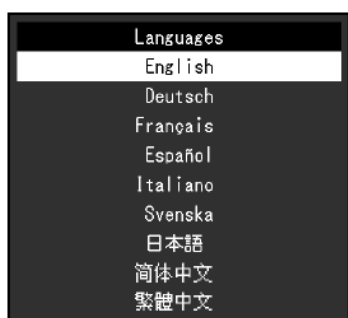 Languages
English
Deutsch
Français
Español
Italiano
Svenska
日本語
简体中文
繁體中文